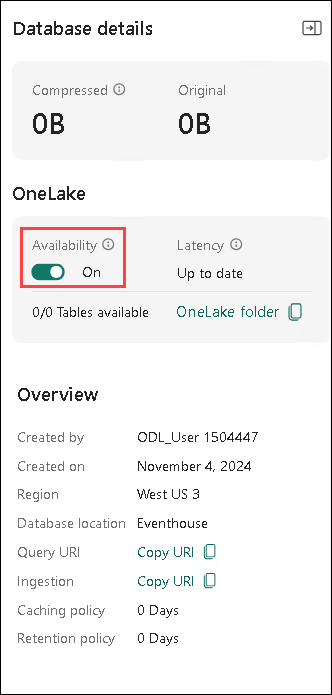 Database details
Compressed Original
0B 0B
OneLake
Availability Latency
On Up to date
0/0 Tables available OneLake folder
Overview
Created by ODL_User 1504447
Created on November 4, 2024
Region West US 3
Database location Eventhouse
Query URI Copy URI
Ingestion Copy URI
Caching policy 0 Days
Retention policy 0 Days